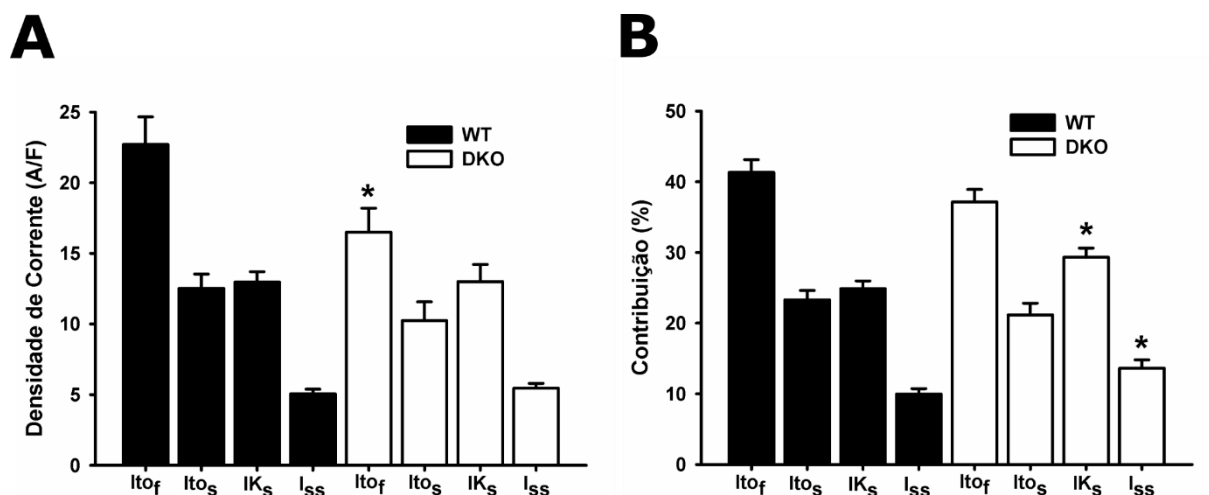 A
Densidade de Corrente (A/F)
25
20
15
10
5
0
WT
DKO
*
Itof Itos IKs Iss Itof Itos IKs Iss
B
Contribuição (%)
50
40
30
20
10
0
WT
DKO
*
*
Itof Itos IKs Iss Itof Itos IKs Iss